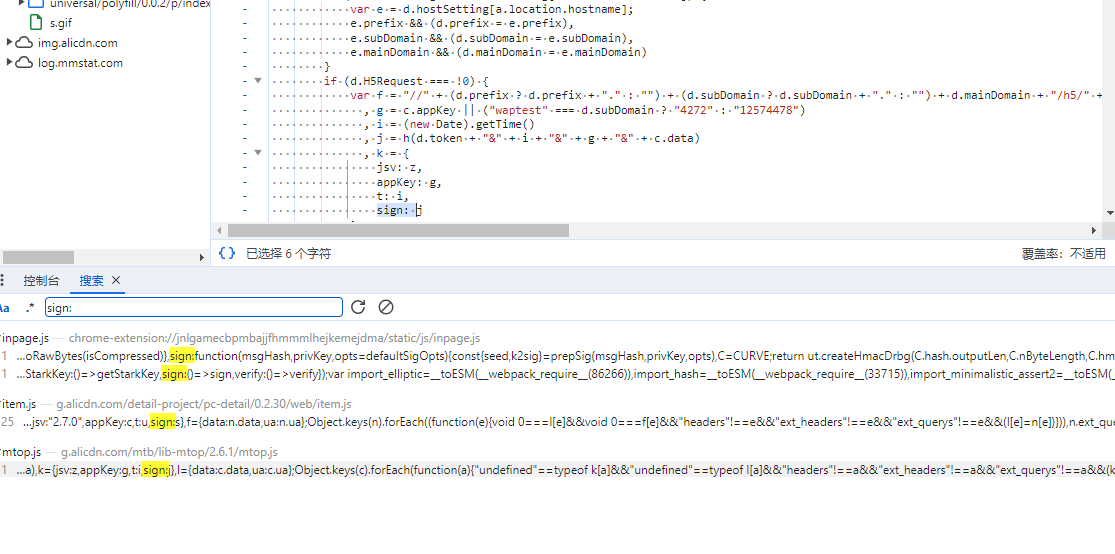 universal/polyfill/0.0.2/p/index
s.gif
img.alicdn.com
log.mmstat.com
var e = d.hostSetting[a.location.hostname];
e.prefix && (d.prefix = e.prefix),
e.subDomain && (d.subDomain = e.subDomain),
e.mainDomain && (d.mainDomain = e.mainDomain)
}
if (d.H5Request === !0) {
var f = "//" + (d.prefix ? d.prefix + "." : "") + (d.subDomain ? d.subDomain + "." : "") + d.mainDomain + "/h5/" +
, g = c.appKey || ("waptest" === d.subDomain ? "4272" : "12574478")
, i = (new Date).getTime()
, j = h(d.token + "&" + i + "&" + g + "&" + c.data)
, k = {
jsv: z,
appKey: g,
t: i,
sign: j
{} 已选择 6 个字符 覆盖率：不适用
控制台 搜索
Aa .* sign:
inpage.js — chrome-extension://jnlgamecbpmbajjfhmmmlhejkemejdma/static/js/inpage.js
1 ...oRawBytes(isCompressed)},sign:function(msgHash,privKey,opts=defaultSigOpts){const{seed,k2sig}=prepSig(msgHash,privKey,opts),C=CURVE;return ut.createHmacDrbg(C.hash.outputLen,C.nByteLength,C.hm
1 ...StarkKey:()=>getStarkKey,sign:()=>sign,verify:()=>verify});var import_elliptic=__toESM(__webpack_require__(86266)),import_hash=__toESM(__webpack_require__(33715)),import_minimalistic_assert2=__toESM(_
item.js — g.alicdn.com/detail-project/pc-detail/0.2.30/web/item.js
25 ...jsv:"2.7.0",appKey:c,t:u,sign:s},f={data:n.data,ua:n.ua};Object.keys(n).forEach((function(e){void 0===l[e]&&void 0===f[e]&&"headers"!==e&&"ext_headers"!==e&&"ext_querys"!==e&&(l[e]=n[e])})),n.ext_qu
mtop.js — g.alicdn.com/mtb/lib-mtop/2.6.1/mtop.js
1 ...a),k={jsv:z,appKey:g,t:i,sign:j},l={data:c.data,ua:c.ua};Object.keys(c).forEach(function(a){"undefined"==typeof k[a]&&"undefined"==typeof l[a]&&"headers"!==a&&"ext_headers"!==a&&"ext_querys"!==a&&(k